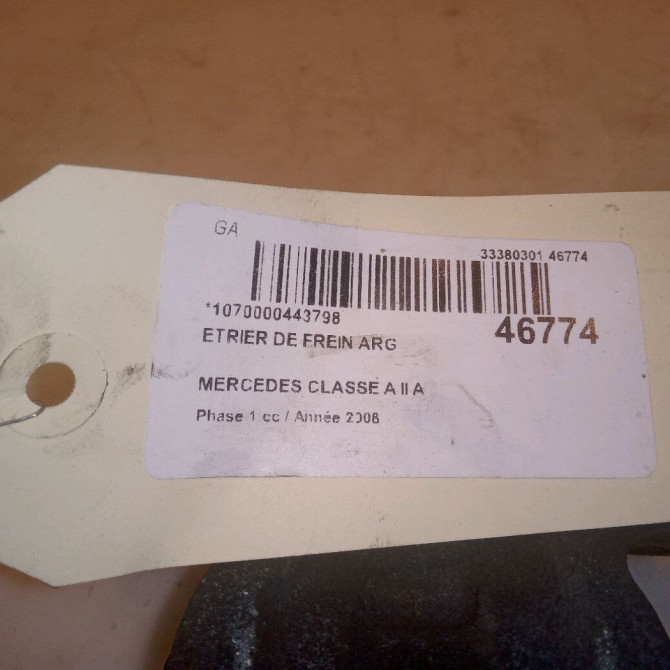 GA
33380301 46774
*1070000443798
46774
ETRIER DE FREIN ARG
MERCEDES CLASSE A II A
Phase 1 cc / Année 2008